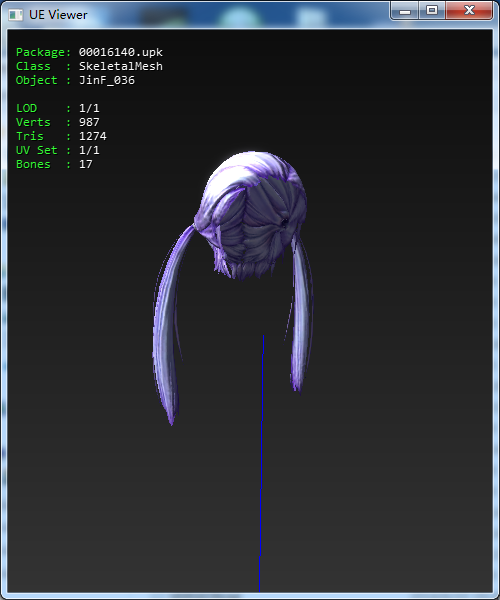 UE Viewer
Package: 00016140.upk
Class  : SkeletalMesh
Object : JinF_036
LOD    : 1/1
Verts  : 987
Tris   : 1274
UV Set : 1/1
Bones  : 17